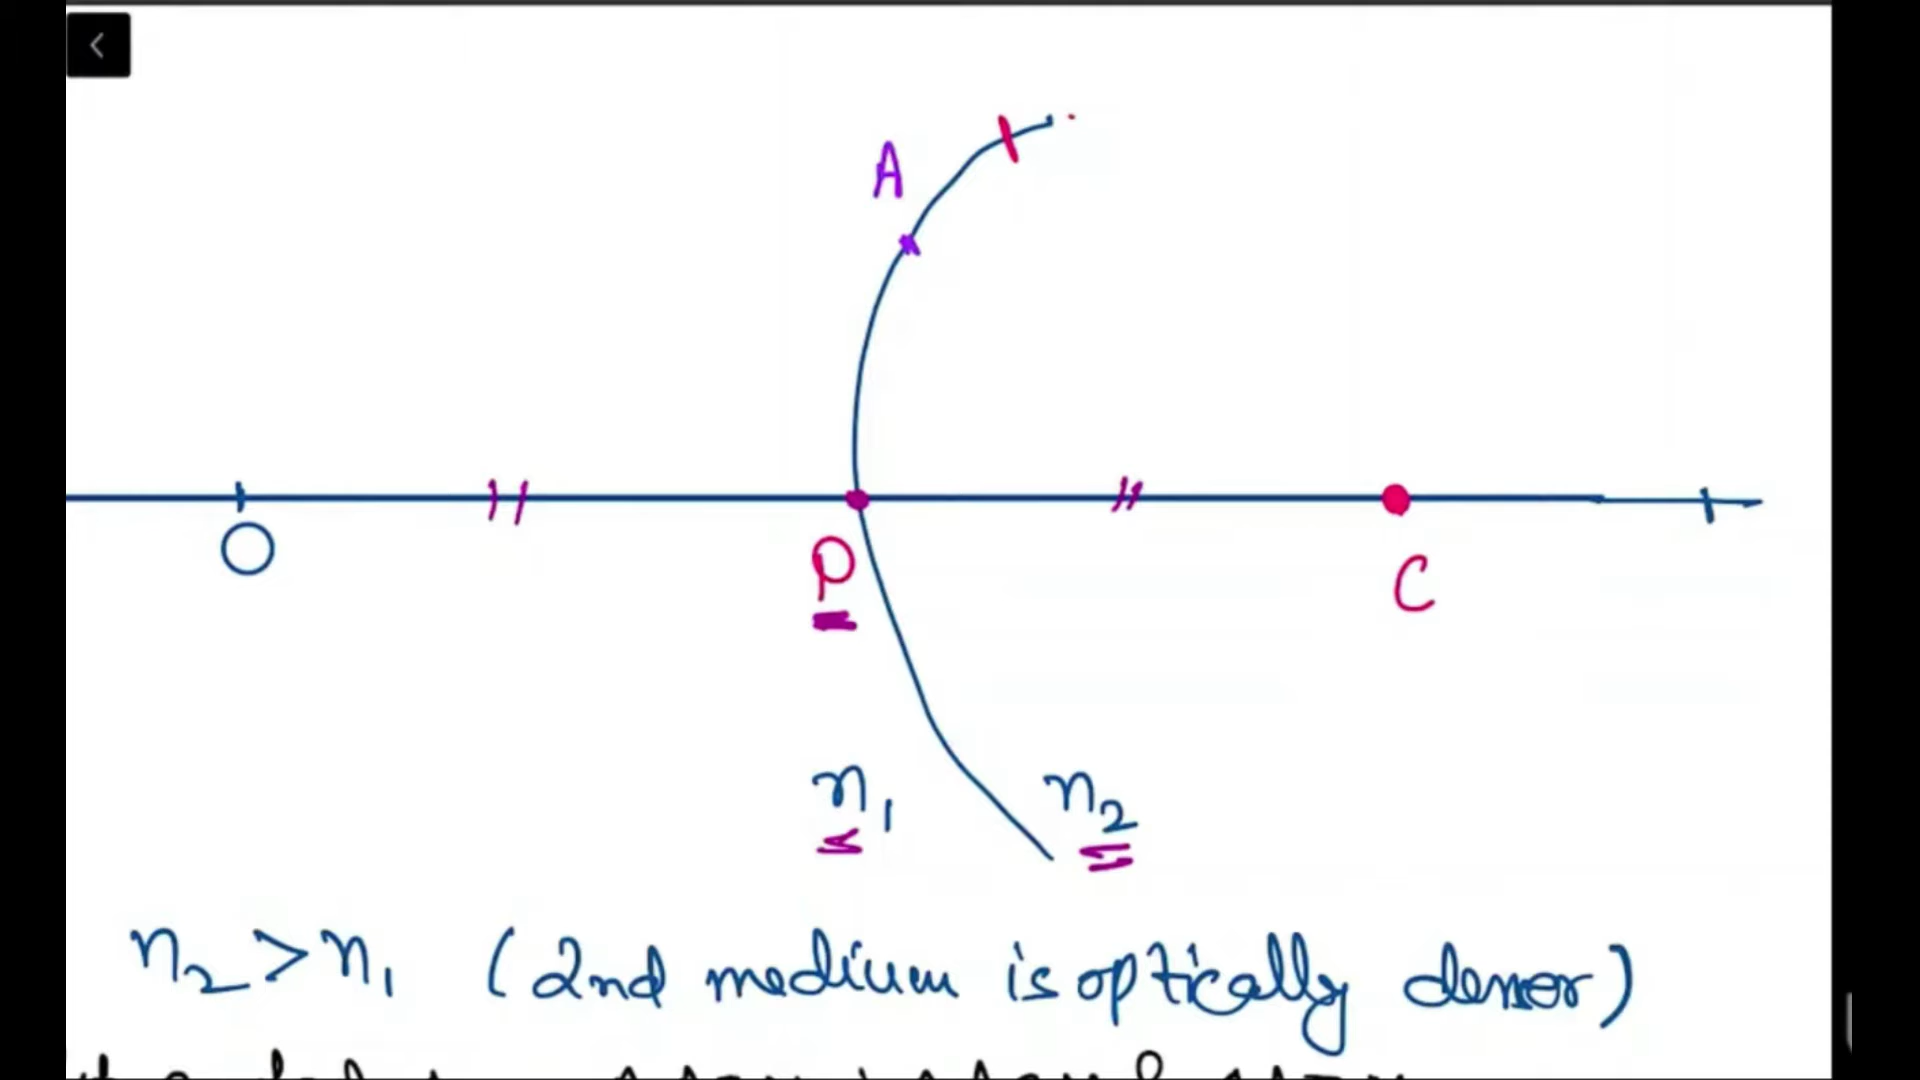 A
O
P
C
n₁ n₂
n₂ > n₁ (2nd medium is optically denser)